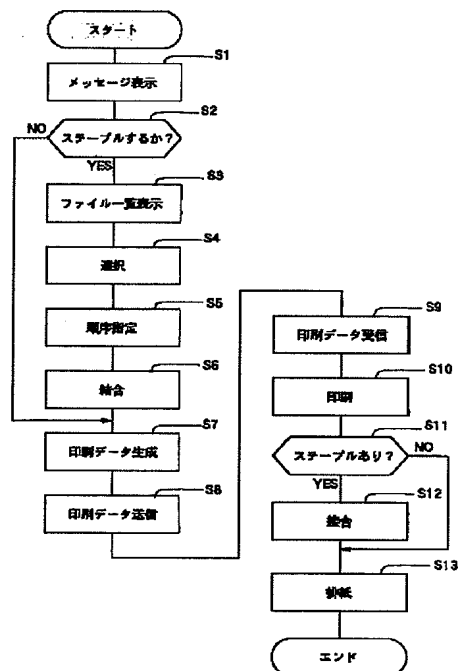 スタート
S1
メッセージ表示
S2
ステープルするか?
NO
YES
S3
ファイル一覧表示
S4
選択
S5
順序指定
S6
結合
S7
印刷データ生成
S8
印刷データ送信
S9
印刷データ受信
S10
印刷
S11
ステープルあり?
NO
YES
S12
S13
排紙
エンド